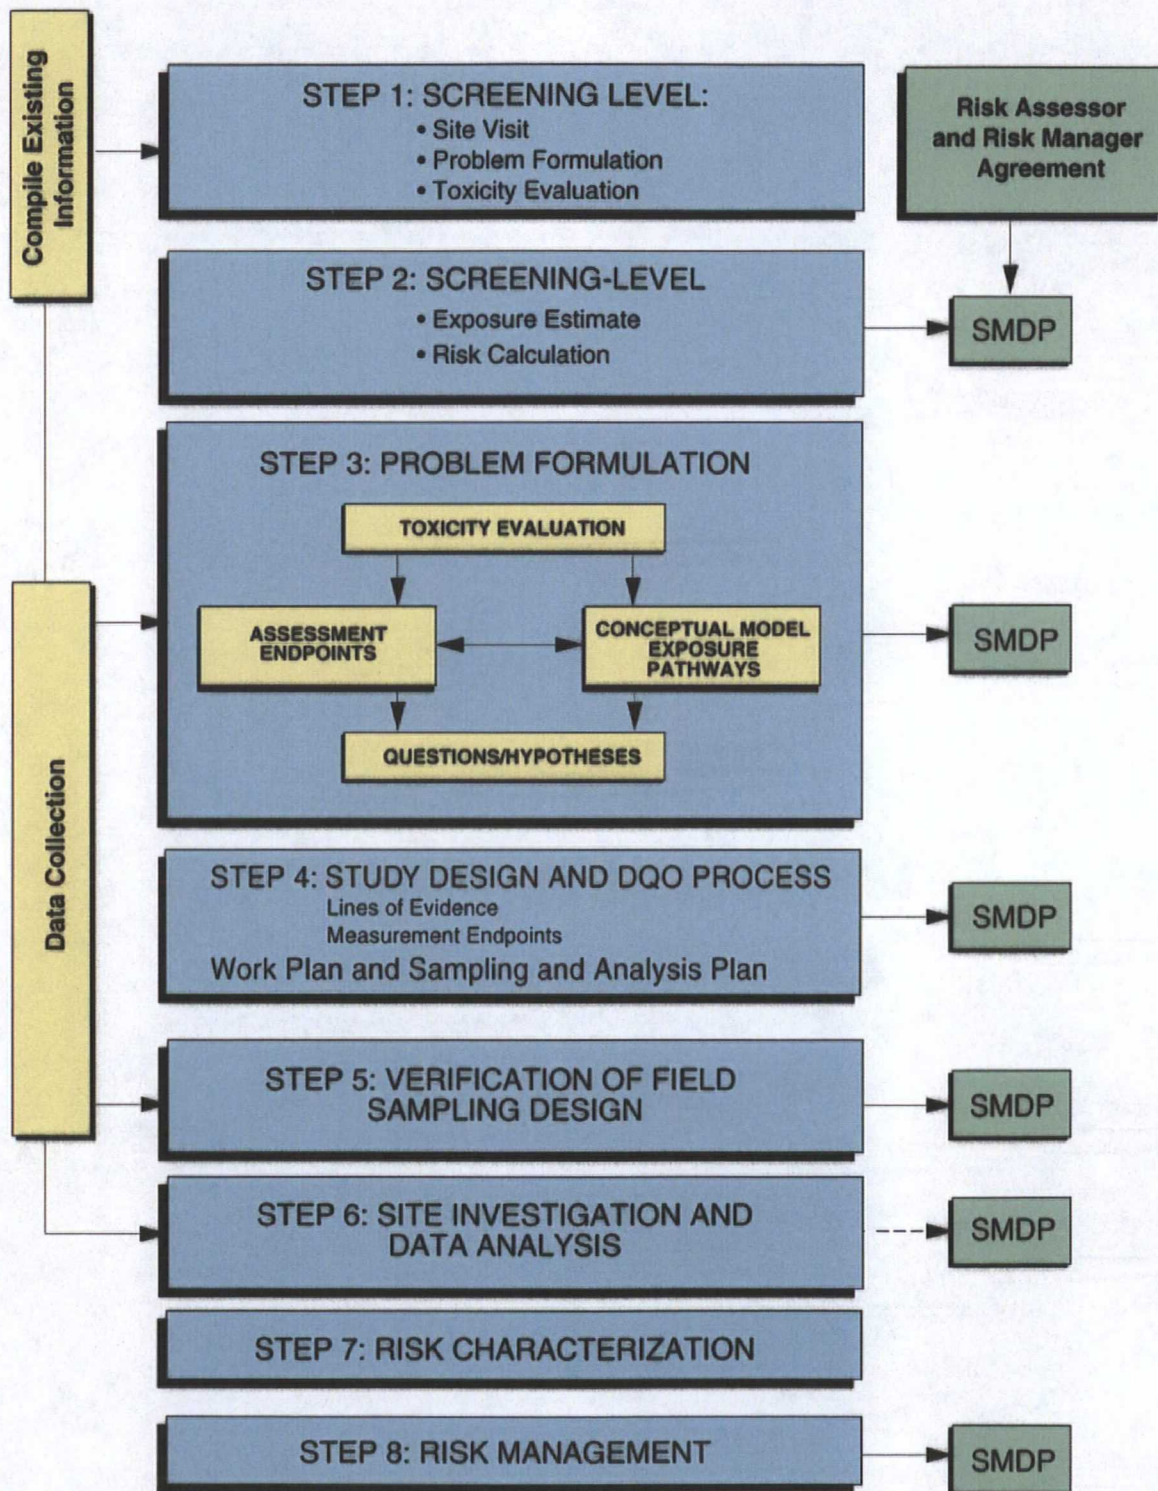 Compile Existing
Information
STEP 1: SCREENING LEVEL:
• Site Visit
• Problem Formulation
• Toxicity Evaluation
Risk Assessor
and Risk Manager
Agreement
STEP 2: SCREENING-LEVEL
• Exposure Estimate
• Risk Calculation
SMDP
STEP 3: PROBLEM FORMULATION
TOXICITY EVALUATION
ASSESSMENT
ENDPOINTS
CONCEPTUAL MODEL
EXPOSURE
PATHWAYS
QUESTIONS/HYPOTHESES
SMDP
Data Collection
STEP 4: STUDY DESIGN AND DQO PROCESS
Lines of Evidence
Measurement Endpoints
Work Plan and Sampling and Analysis Plan
SMDP
STEP 5: VERIFICATION OF FIELD
SAMPLING DESIGN
SMDP
STEP 6: SITE INVESTIGATION AND
DATA ANALYSIS
SMDP
STEP 7: RISK CHARACTERIZATION
STEP 8: RISK MANAGEMENT
SMDP